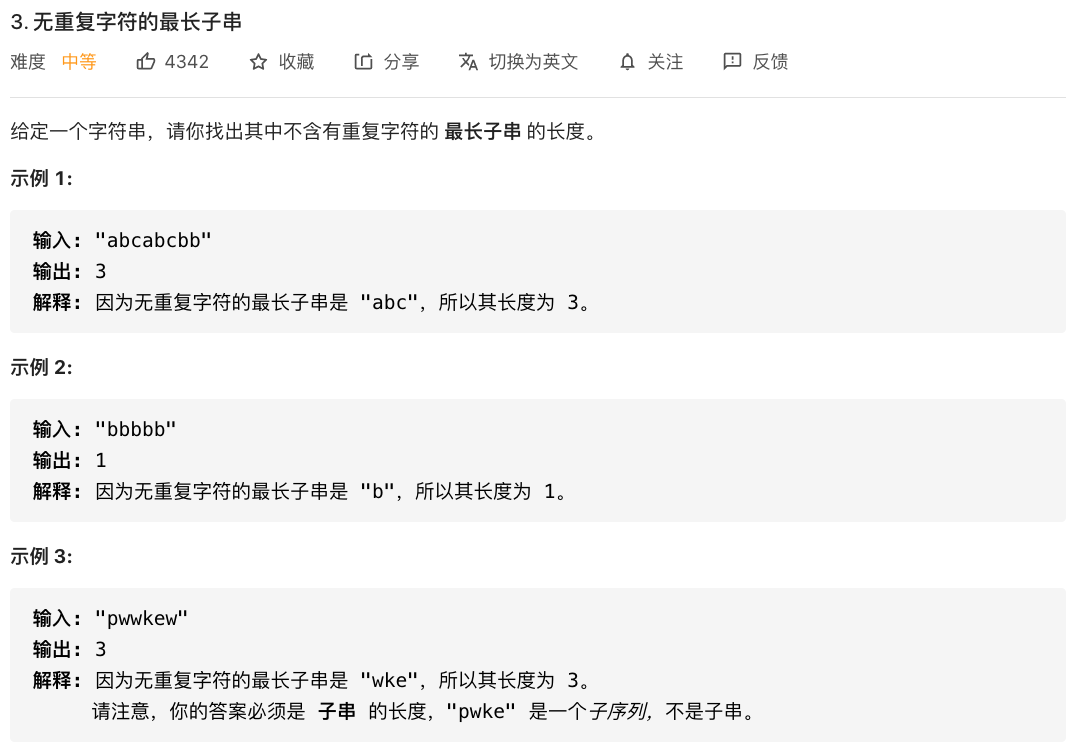 3. 无重复字符的最长子串
难度 中等 4342 收藏 分享 切换为英文 关注 反馈
给定一个字符串，请你找出其中不含有重复字符的 最长子串 的长度。
示例 1:
输入: "abcabcbb"
输出: 3
解释: 因为无重复字符的最长子串是 "abc"，所以其长度为 3。
示例 2:
输入: "bbbbb"
输出: 1
解释: 因为无重复字符的最长子串是 "b"，所以其长度为 1。
示例 3:
输入: "pwwkew"
输出: 3
解释: 因为无重复字符的最长子串是 "wke"，所以其长度为 3。
请注意，你的答案必须是 子串 的长度，"pwke" 是一个子序列，不是子串。